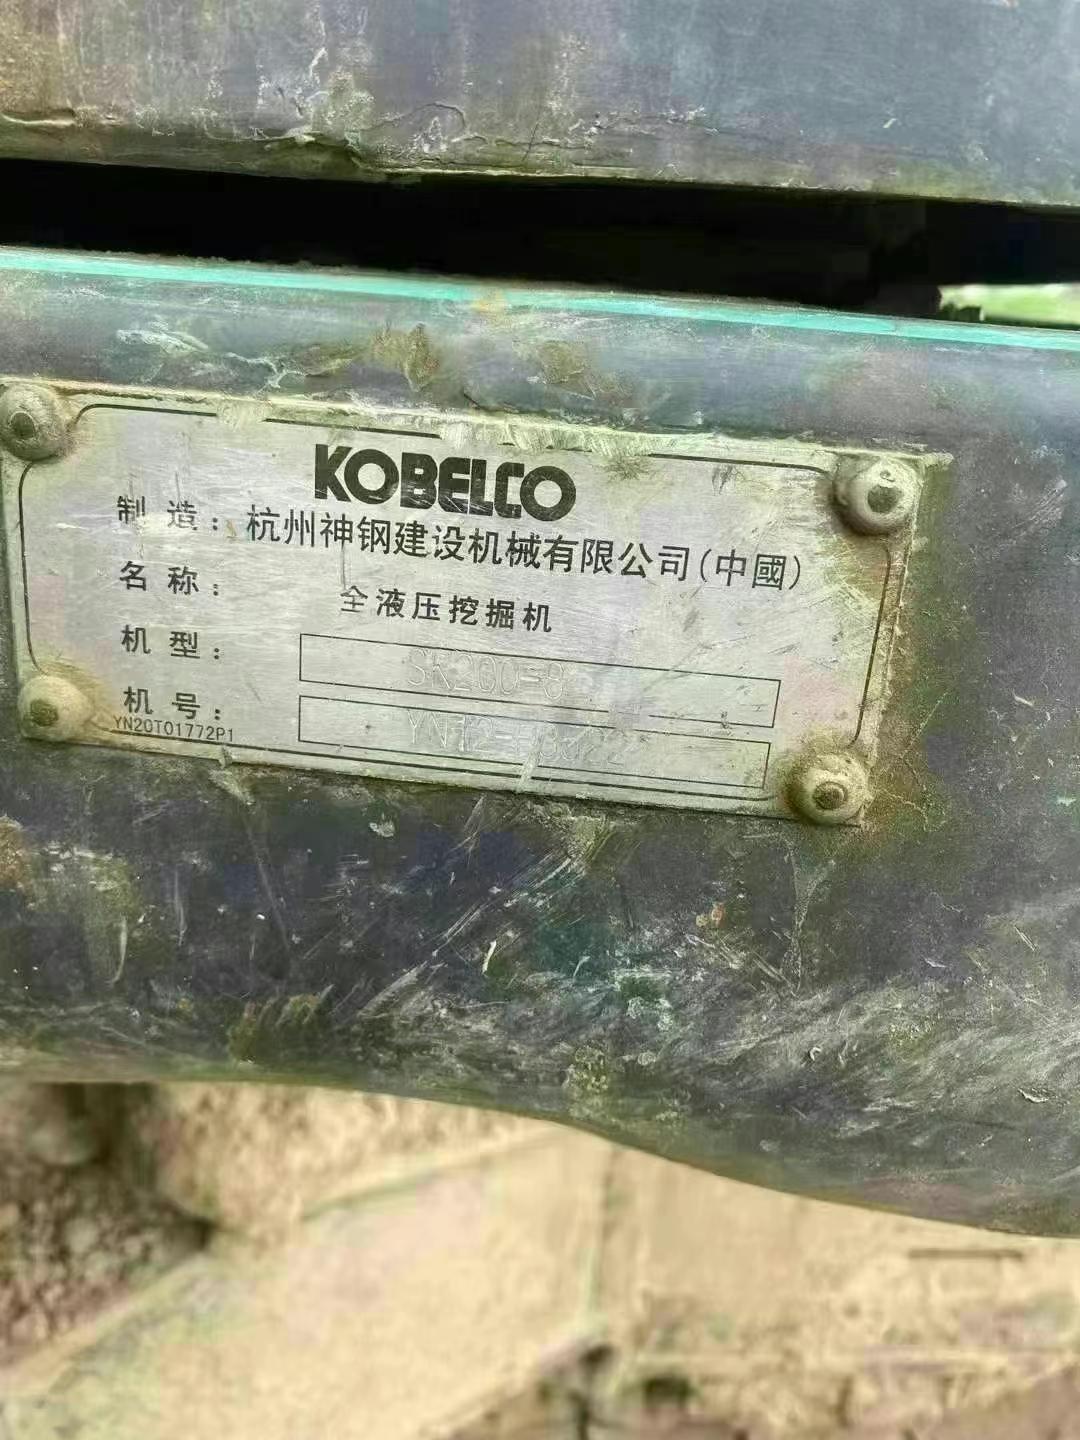 KOBELCO
制 造： 杭州神钢建设机械有限公司(中國)
名 称： 全液压挖掘机
机 型： SK200-8
机 号：
YN20T01772P1